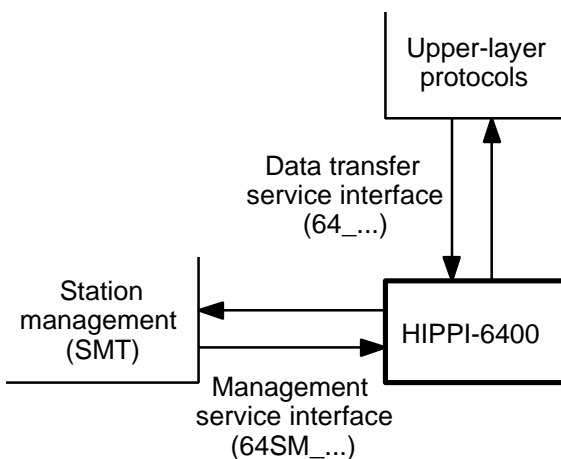 Upper-layer
protocols
Data transfer
service interface
(64_...)
Station
management
(SMT)
HIPPI-6400
Management
service interface
(64SM_...)